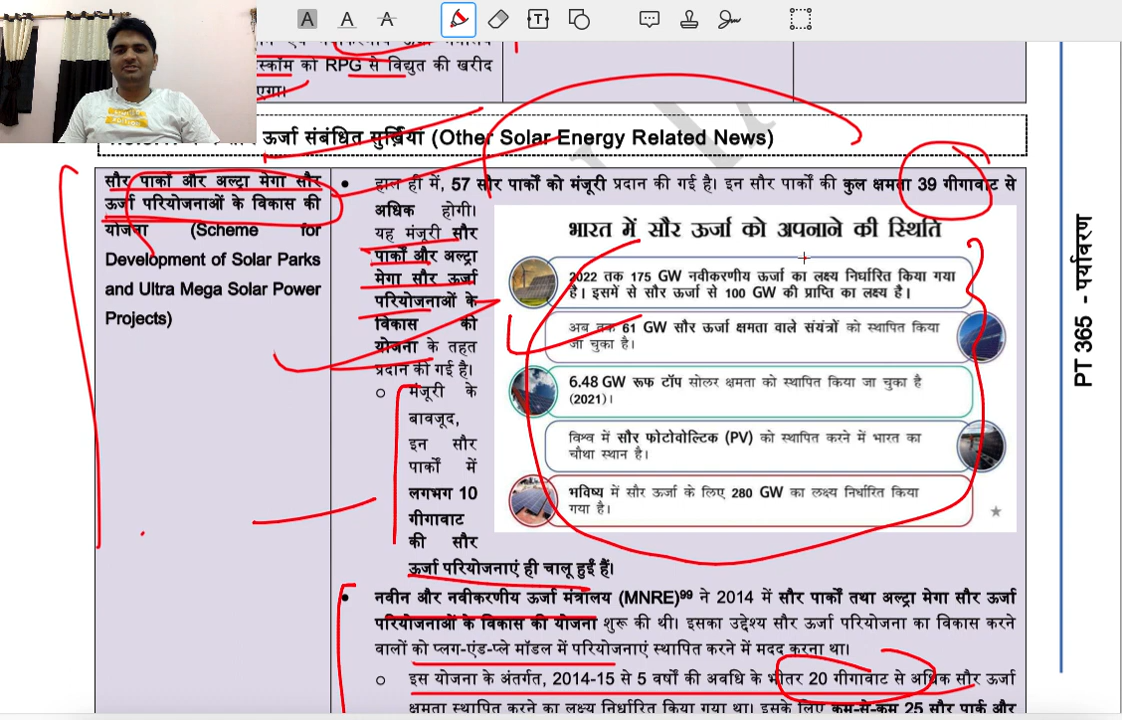 A A A T
स्कॉम को RPG से विद्युत की खरीद
एगा।
ऊर्जा संबंधित सुर्ख़ियां (Other Solar Energy Related News)
सौर पार्कों और अल्ट्रा मेगा सौर
ऊर्जा परियोजनाओं के विकास की
योजना (Scheme for
Development of Solar Parks
and Ultra Mega Solar Power
Projects)
• हाल ही में, 57 सौर पार्कों को मंजूरी प्रदान की गई है। इन सौर पार्कों की कुल क्षमता 39 गीगावाट से
अधिक होगी।
यह मंजूरी सौर
पार्कों और अल्ट्रा
मेगा सौर ऊर्जा
परियोजनाओं के
विकास की
योजना के तहत
प्रदान की गई है।
o मंजूरी के
बावजूद,
इन सौर
पार्कों में
लगभग 10
गीगावाट
की सौर
ऊर्जा परियोजनाएं ही चालू हुईं हैं।
भारत में सौर ऊर्जा को अपनाने की स्थिति
2022 तक 175 GW नवीकरणीय ऊर्जा का लक्ष्य निर्धारित किया गया
है। इसमें से सौर ऊर्जा से 100 GW की प्राप्ति का लक्ष्य है।
अब तक 61 GW सौर ऊर्जा क्षमता वाले संयंत्रों को स्थापित किया
जा चुका है।
6.48 GW रूफ टॉप सोलर क्षमता को स्थापित किया जा चुका है
(2021)।
विश्व में सौर फोटोवोल्टिक (PV) को स्थापित करने में भारत का
चौथा स्थान है।
भविष्य में सौर ऊर्जा के लिए 280 GW का लक्ष्य निर्धारित किया
गया है।
• नवीन और नवीकरणीय ऊर्जा मंत्रालय (MNRE)⁹⁹ ने 2014 में सौर पार्कों तथा अल्ट्रा मेगा सौर ऊर्जा
परियोजनाओं के विकास की योजना शुरू की थी। इसका उद्देश्य सौर ऊर्जा परियोजना का विकास करने
वालों को प्लग-एंड-प्ले मॉडल में परियोजनाएं स्थापित करने में मदद करना था।
o इस योजना के अंतर्गत, 2014-15 से 5 वर्षों की अवधि के भीतर 20 गीगावाट से अधिक सौर ऊर्जा
क्षमता स्थापित करने का लक्ष्य निर्धारित किया गया था। इसके लिए कम-से-कम 25 सौर पार्क और
PT 365 - पर्यावरण